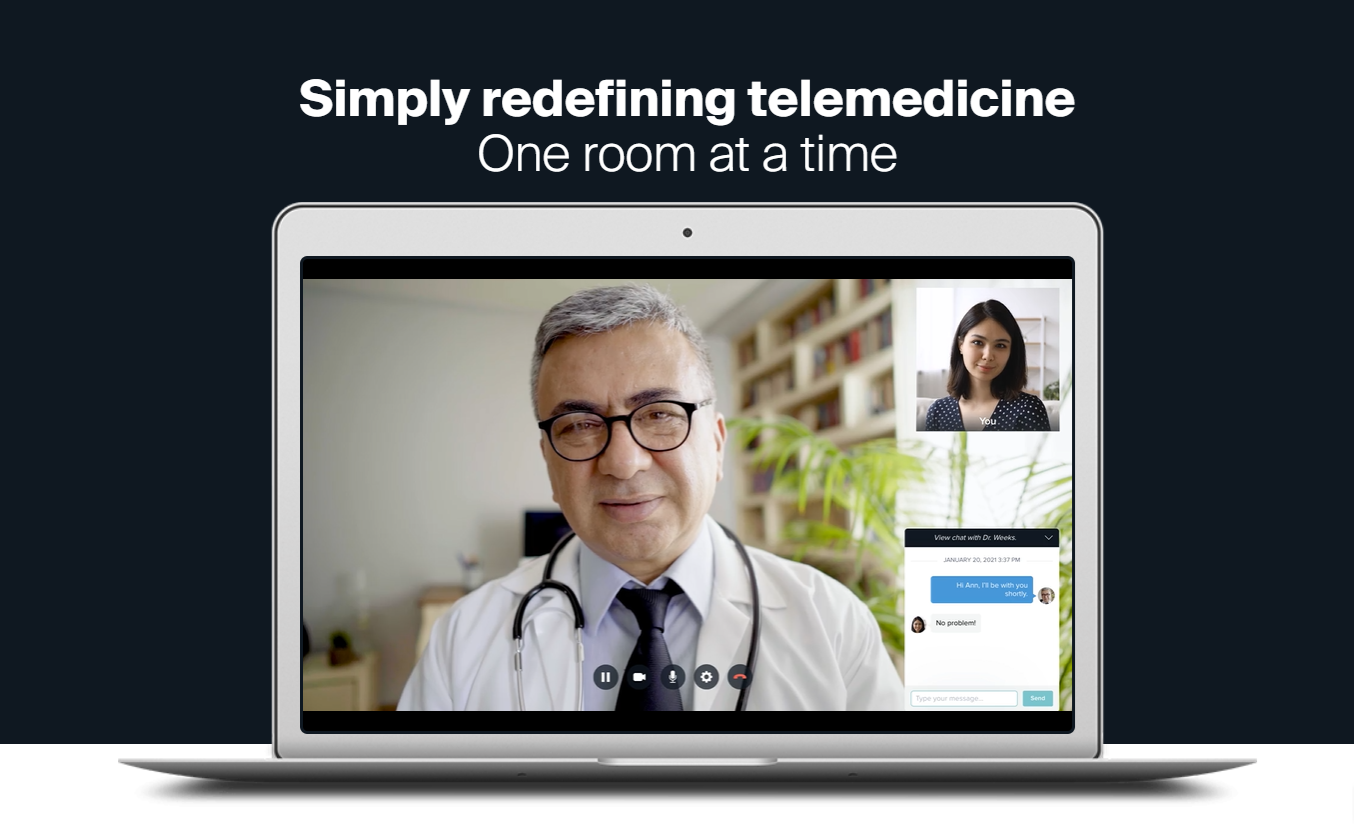 Simply redefining telemedicine
One room at a time
You
View chat with Dr. Weeks.
JANUARY 20, 2021 3:37 PM
Hi Ann, I'll be with you
shortly.
No problem!
Type your message...
Send